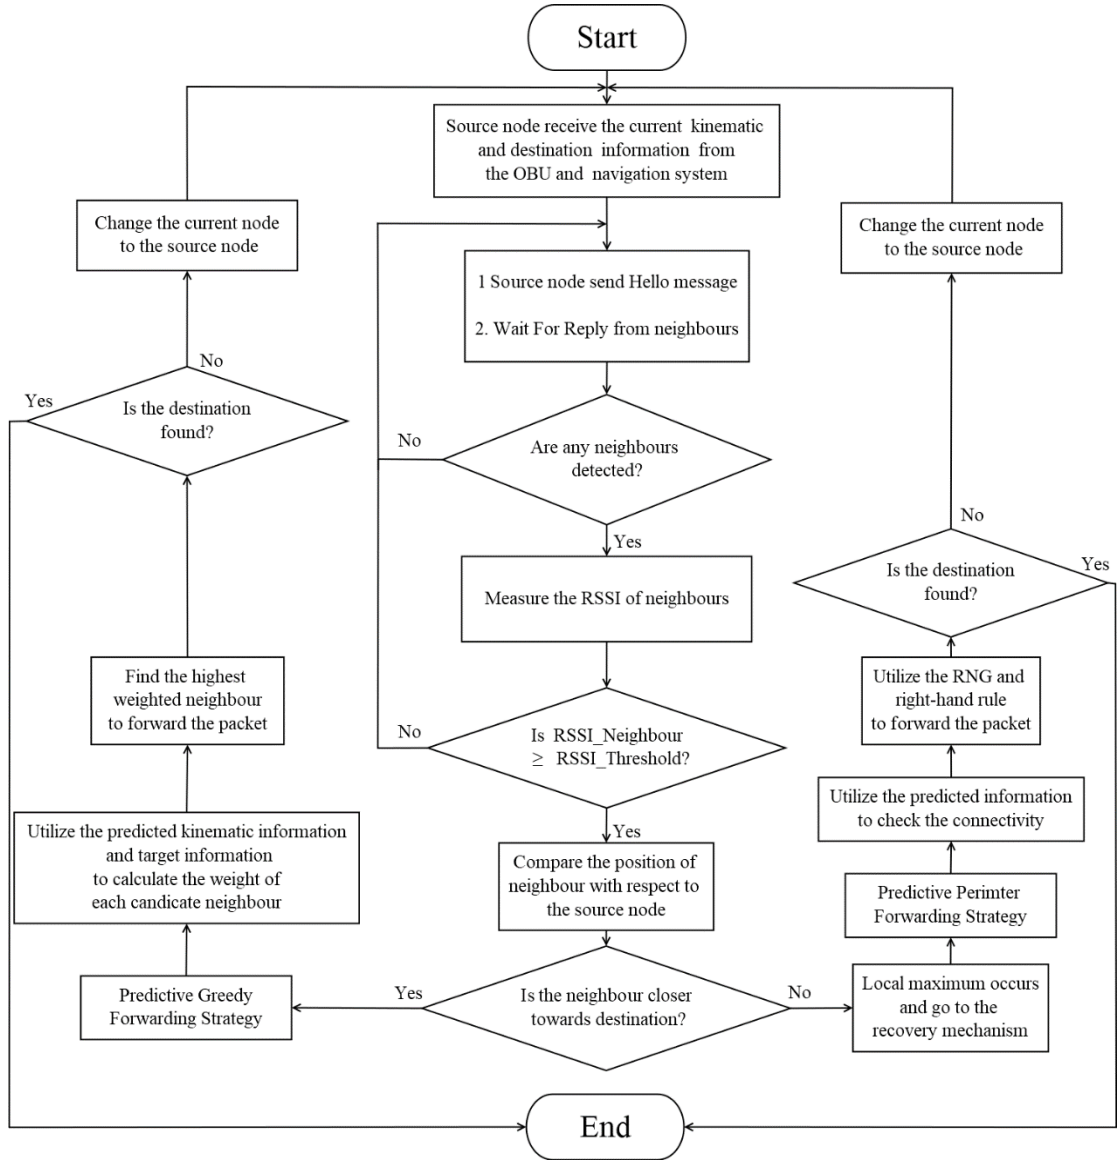 Start
Source node receive the current kinematic
and destination information from
the OBU and navigation system
Change the current node
to the source node
Change the current node
to the source node
1 Source node send Hello message
2. Wait For Reply from neighbours
No
Yes
Is the destination
found?
No
Are any neighbours
detected?
Yes
No
Yes
Is the destination
found?
Measure the RSSI of neighbours
Find the highest
weighted neighbour
to forward the packet
Utilize the RNG and
right-hand rule
to forward the packet
No
Is RSSI_Neighbour
≥ RSSI_Threshold?
Yes
Utilize the predicted information
to check the connectivity
Utilize the predicted kinematic information
and target information
to calculate the weight of
each candicate neighbour
Compare the position of
neighbour with respect to
the source node
Predictive Perimter
Forwarding Strategy
Predictive Greedy
Forwarding Strategy
Yes
Is the neighbour closer
towards destination?
No
Local maximum occurs
and go to the
recovery mechanism
End